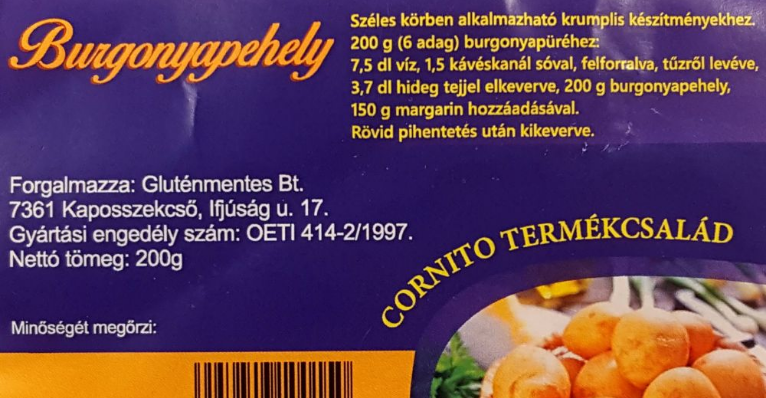 Burgonyapehely
Széles körben alkalmazható krumplis készítményekhez.
200 g (6 adag) burgonyapüréhez:
7,5 dl víz, 1,5 kávéskanál sóval, felforralva, tűzről levéve,
3,7 dl hideg tejjel elkeverve, 200 g burgonyapehely,
150 g margarin hozzáadásával.
Rövid pihentetés után kikeverve.
Forgalmazza: Gluténmentes Bt.
7361 Kaposszekcső, Ifjúság u. 17.
Gyártási engedély szám: OETI 414-2/1997.
Nettó tömeg: 200g
CORNITO TERMÉKCSALÁD
Minőségét megőrzi: